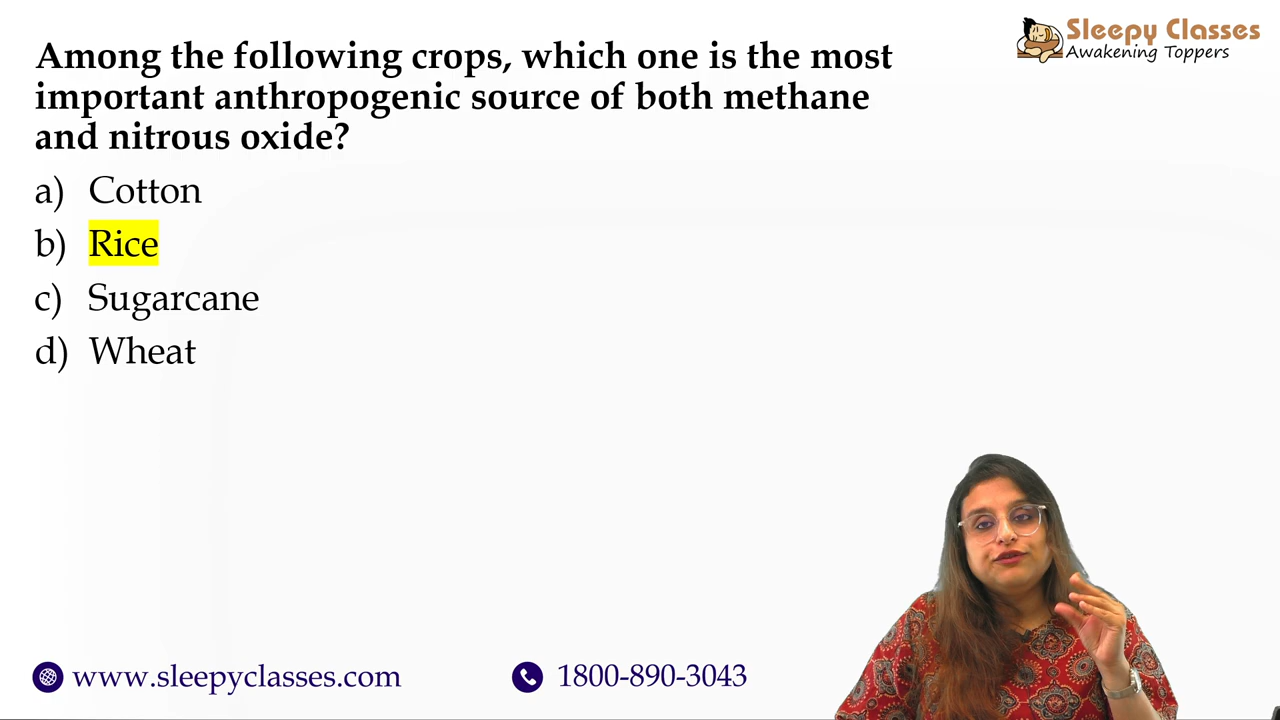 Sleepy Classes
Awakening Toppers
Among the following crops, which one is the most
important anthropogenic source of both methane
and nitrous oxide?
a) Cotton
b) Rice
c) Sugarcane
d) Wheat
www.sleepyclasses.com
1800-890-3043